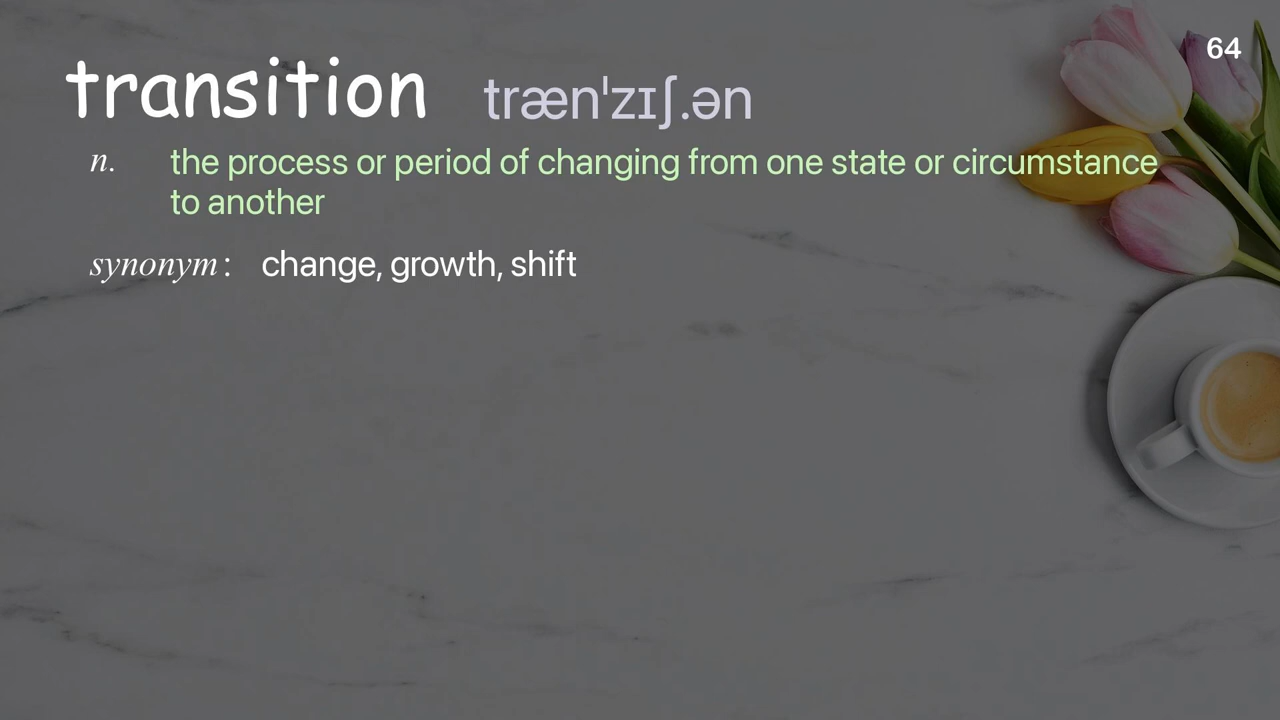 64
transition trænˈzɪʃ.ən
n. the process or period of changing from one state or circumstance
to another
synonym: change, growth, shift